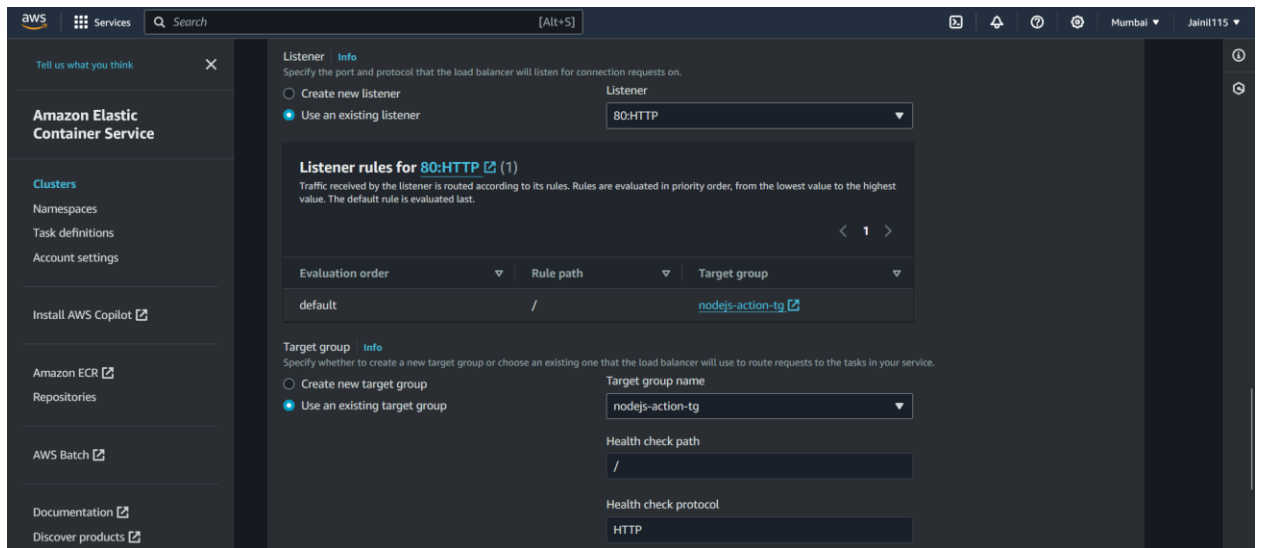 aws
Services
Search
[Alt+S]
Mumbai
Jainil115
Tell us what you think
Amazon Elastic
Container Service
Clusters
Namespaces
Task definitions
Account settings
Install AWS Copilot
Amazon ECR
Repositories
AWS Batch
Documentation
Discover products
Listener Info
Specify the port and protocol that the load balancer will listen for connection requests on.
Create new listener
Use an existing listener
Listener
80:HTTP
Listener rules for 80:HTTP (1)
Traffic received by the listener is routed according to its rules. Rules are evaluated in priority order, from the lowest value to the highest
value. The default rule is evaluated last.
1
Evaluation order Rule path Target group
default / nodejs-action-tg
Target group Info
Specify whether to create a new target group or choose an existing one that the load balancer will use to route requests to the tasks in your service.
Create new target group
Use an existing target group
Target group name
nodejs-action-tg
Health check path
/
Health check protocol
HTTP